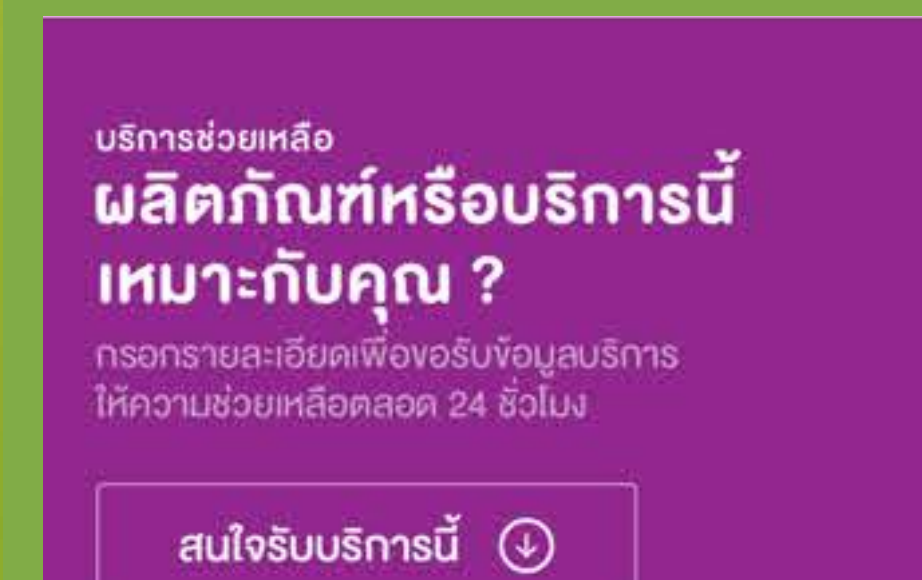 บริการช่วยเหลือ
ผลิตภัณฑ์หรือบริการนี้
เหมาะกับคุณ ?
กรอกรายละเอียดเพื่อขอรับข้อมูลบริการ
ให้ความช่วยเหลือตลอด 24 ชั่วโมง
สนใจรับบริการนี้